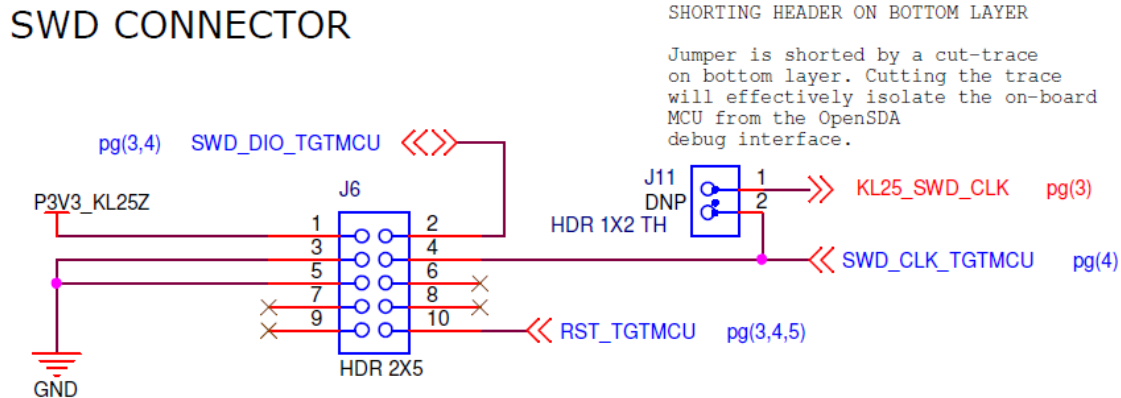 SWD CONNECTOR
SHORTING HEADER ON BOTTOM LAYER
Jumper is shorted by a cut-trace
on bottom layer. Cutting the trace
will effectively isolate the on-board
MCU from the OpenSDA
debug interface.
pg(3,4) SWD_DIO_TGTMCU
J11
DNP
HDR 1X2 TH
1
2
KL25_SWD_CLK pg(3)
P3V3_KL25Z
J6
1 2
3 4
5 6
7 8
9 10
SWD_CLK_TGTMCU pg(4)
RST_TGTMCU pg(3,4,5)
HDR 2X5
GND